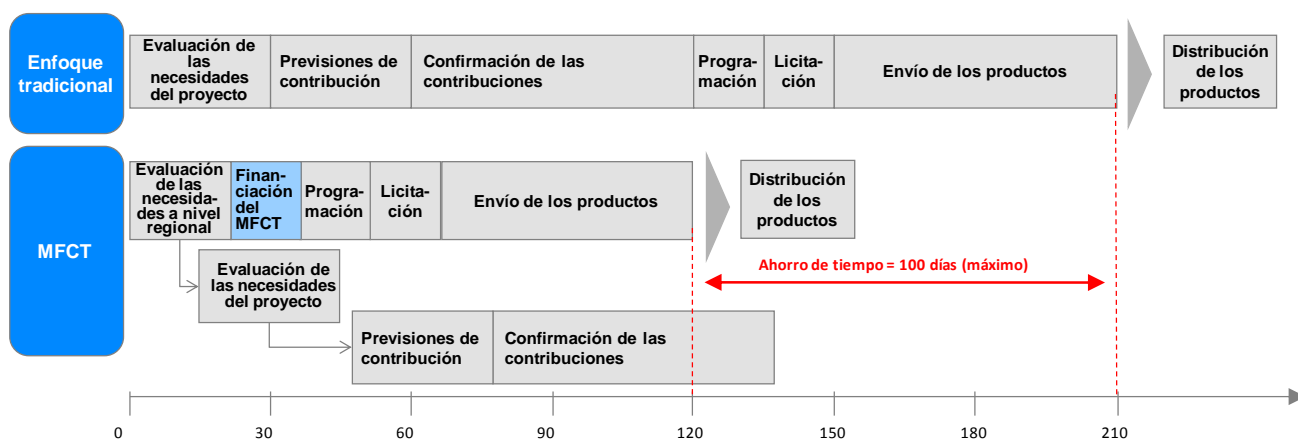 Enfoque
tradicional
Evaluación de
las
necesidades
del proyecto
Previsiones de
contribución
Confirmación de las
contribuciones
Progra-
mación
Licita-
ción
Envío de los productos
Distribución
de los
productos
MFCT
Evaluación
de las
necesida-
des a nivel
regional
Finan-
ciación
del
MFCT
Progra-
mación
Licita-
ción
Envío de los productos
Distribución
de los
productos
Evaluación de
las necesidades
del proyecto
Ahorro de tiempo = 100 días (máximo)
Previsiones de
contribución
Confirmación de las
contribuciones
0 30 60 90 120 150 180 210